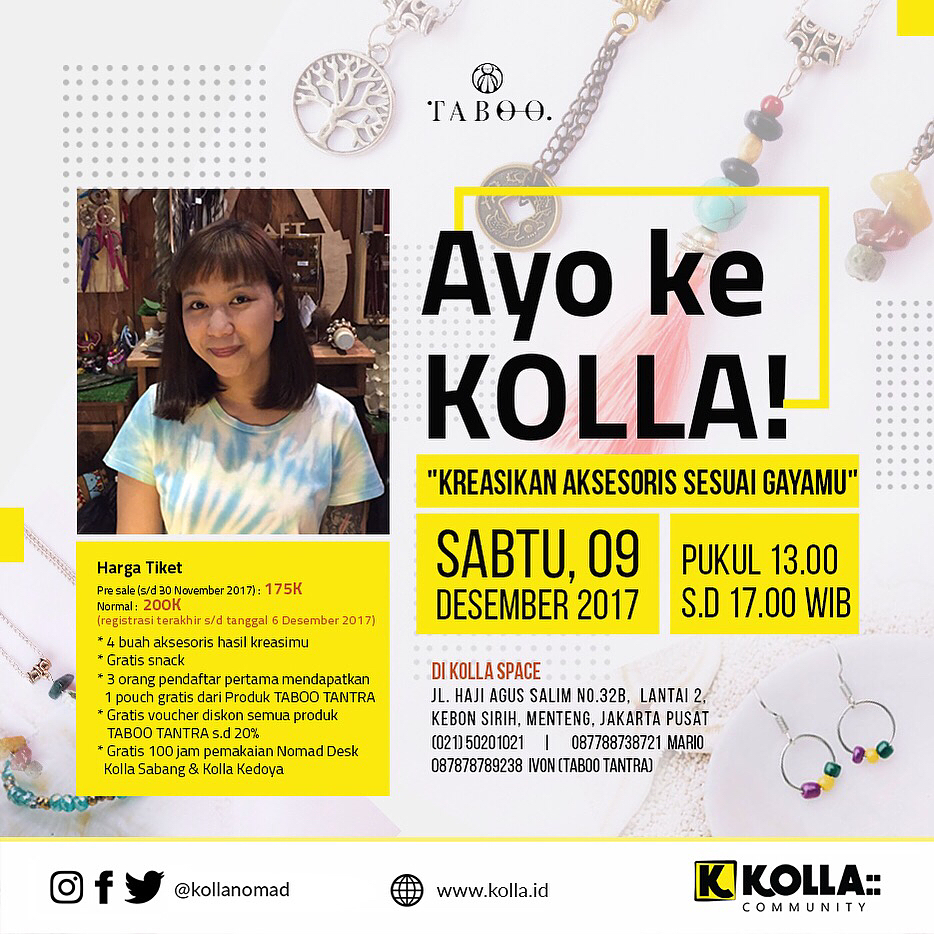 TABOO.
AFT
Ayo ke
KOLLA!
"KREASIKAN AKSESORIS SESUAI GAYAMU"
SABTU, 09
DESEMBER 2017
PUKUL 13.00
S.D 17.00 WIB
Harga Tiket
Pre sale (s/d 30 November 2017) : 175K
Normal : 200K
(registrasi terakhir s/d tanggal 6 Desember 2017)
* 4 buah aksesoris hasil kreasimu
* Gratis snack
* 3 orang pendaftar pertama mendapatkan
1 pouch gratis dari Produk TABOO TANTRA
* Gratis voucher diskon semua produk
TABOO TANTRA s.d 20%
* Gratis 100 jam pemakaian Nomad Desk
Kolla Sabang & Kolla Kedoya
DI KOLLA SPACE
JL. HAJI AGUS SALIM NO.32B, LANTAI 2,
KEBON SIRIH, MENTENG, JAKARTA PUSAT
(021) 50201021 | 087788738721 MARIO
087878789238 IVON (TABOO TANTRA)
@kollanomad
www.kolla.id
K KOLLA::
COMMUNITY